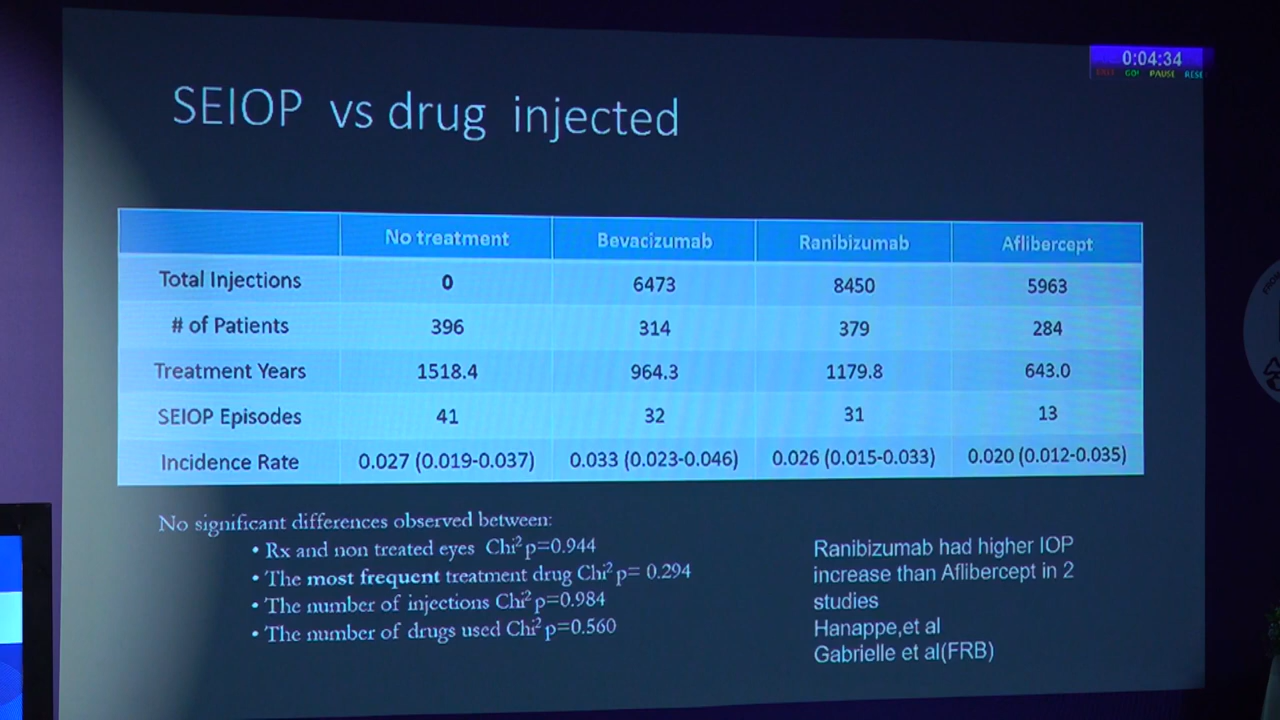 0:04:34
EXIT GO! PAUSE RESE
SEIOP vs drug injected
No treatment Bevacizumab Ranibizumab Aflibercept
Total Injections 0 6473 8450 5963
# of Patients 396 314 379 284
Treatment Years 1518.4 964.3 1179.8 643.0
SEIOP Episodes 41 32 31 13
Incidence Rate 0.027 (0.019-0.037) 0.033 (0.023-0.046) 0.026 (0.015-0.033) 0.020 (0.012-0.035)
No significant differences observed between:
• Rx and non treated eyes Chi² p=0.944
• The most frequent treatment drug Chi² p= 0.294
• The number of injections Chi² p=0.984
• The number of drugs used Chi² p=0.560
Ranibizumab had higher IOP
increase than Aflibercept in 2
studies
Hanappe,et al
Gabrielle et al(FRB)